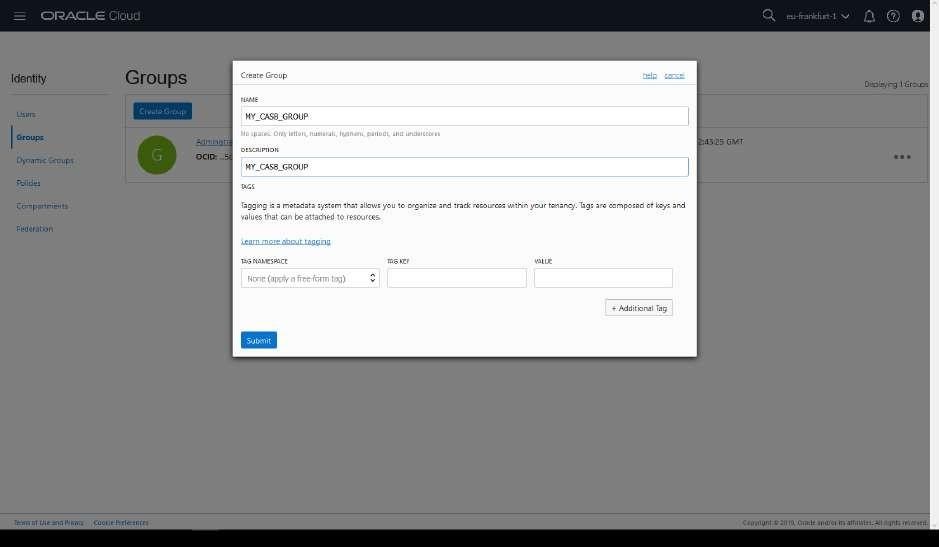 ORACLE Cloud
eu-frankfurt-1
Identity
Users
Groups
Dynamic Groups
Policies
Compartments
Federation
Groups
Displaying 1 Groups
Create Group
G
OCID:
2:43:25 GMT
Create Group
help cancel
NAME
MY_CASB_GROUP
No spaces. Only letters, numerals, hyphens, periods, and underscores
DESCRIPTION
MY_CASB_GROUP
TAGS
Tagging is a metadata system that allows you to organize and track resources within your tenancy. Tags are composed of keys and
values that can be attached to resources.
Learn more about tagging
TAG NAMESPACE TAG KEY VALUE
None (apply a free-form tag)
+ Additional Tag
Submit
Terms of Use and Privacy Cookie Preferences
Copyright © 2019, Oracle and/or its affiliates. All rights reserved.